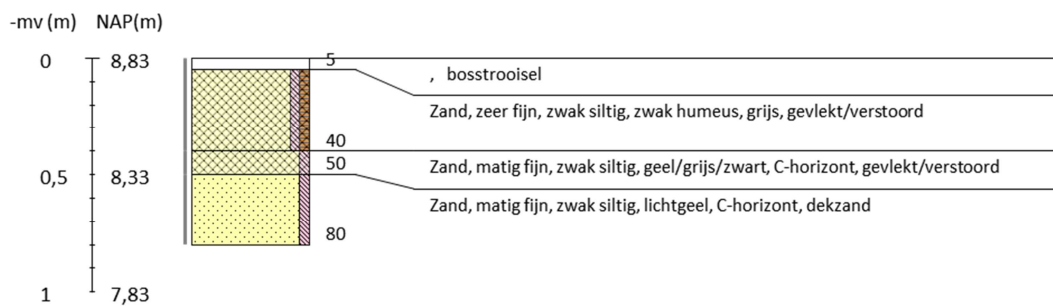 -mv (m) NAP(m)
0 8,83 5
, bosstrooisel
Zand, zeer fijn, zwak siltig, zwak humeus, grijs, gevlekt/verstoord
40
50 Zand, matig fijn, zwak siltig, geel/grijs/zwart, C-horizont, gevlekt/verstoord
0,5 8,33
Zand, matig fijn, zwak siltig, lichtgeel, C-horizont, dekzand
80
1 7,83